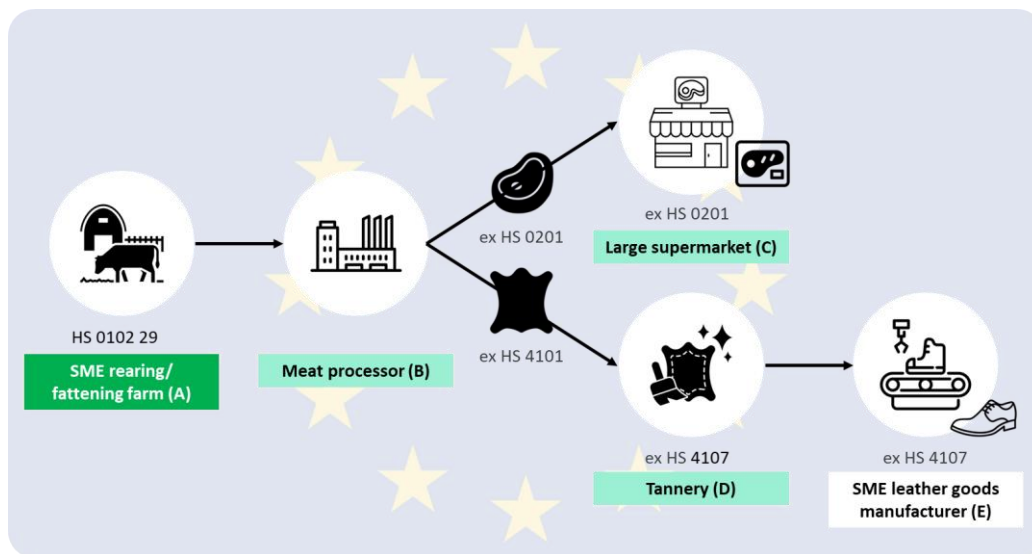 ex HS 0201
ex HS 0201
Large supermarket (C)
HS 0102 29
SME rearing/
fattening farm (A)
Meat processor (B)
ex HS 4101
ex HS 4107
Tannery (D)
ex HS 4107
SME leather goods
manufacturer (E)